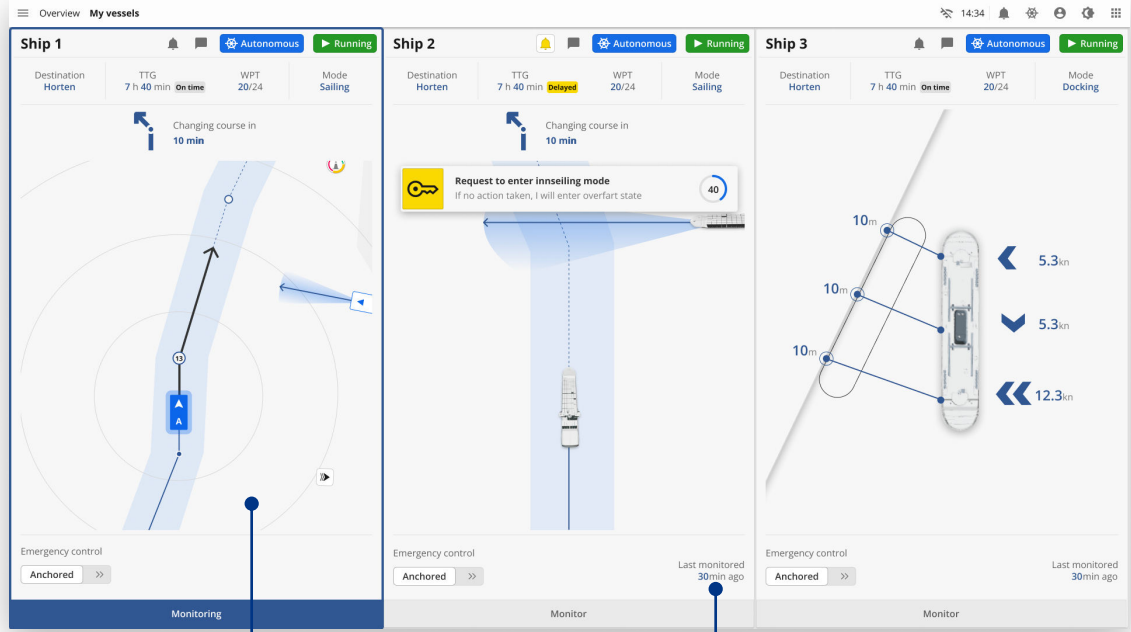 Overview My vessels
14:34
Ship 1
Autonomous
Running
Destination
Horten
TTG
7 h 40 min On time
WPT
20/24
Mode
Sailing
Changing course in
10 min
13
A
Emergency control
Anchored
Monitoring
Ship 2
Autonomous
Running
Destination
Horten
TTG
7 h 40 min Delayed
WPT
20/24
Mode
Sailing
Changing course in
10 min
Request to enter innseiling mode
If no action taken, I will enter overfart state
40
Emergency control
Anchored
Last monitored
30min ago
Monitor
Ship 3
Autonomous
Running
Destination
Horten
TTG
7 h 40 min On time
WPT
20/24
Mode
Docking
10m
10m
10m
5.3kn
5.3kn
12.3kn
Emergency control
Anchored
Last monitored
30min ago
Monitor